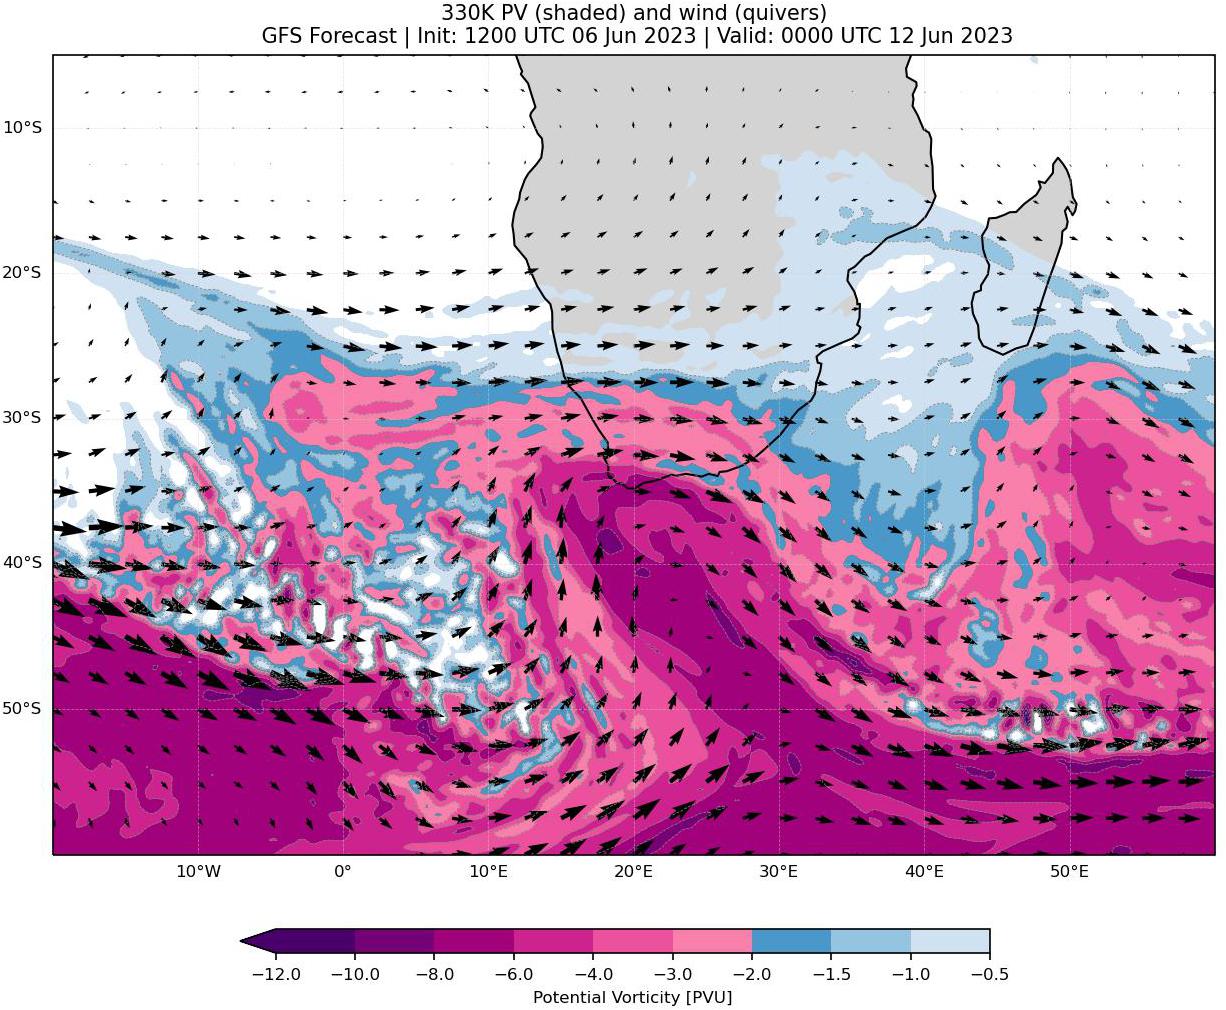 330K PV (shaded) and wind (quivers)
GFS Forecast | Init: 1200 UTC 06 Jun 2023 | Valid: 0000 UTC 12 Jun 2023
10°S
20°S
30°S
40°S
50°S
10°W 0° 10°E 20°E 30°E 40°E 50°E
−12.0 −10.0 −8.0 −6.0 −4.0 −3.0 −2.0 −1.5 −1.0 −0.5
Potential Vorticity [PVU]